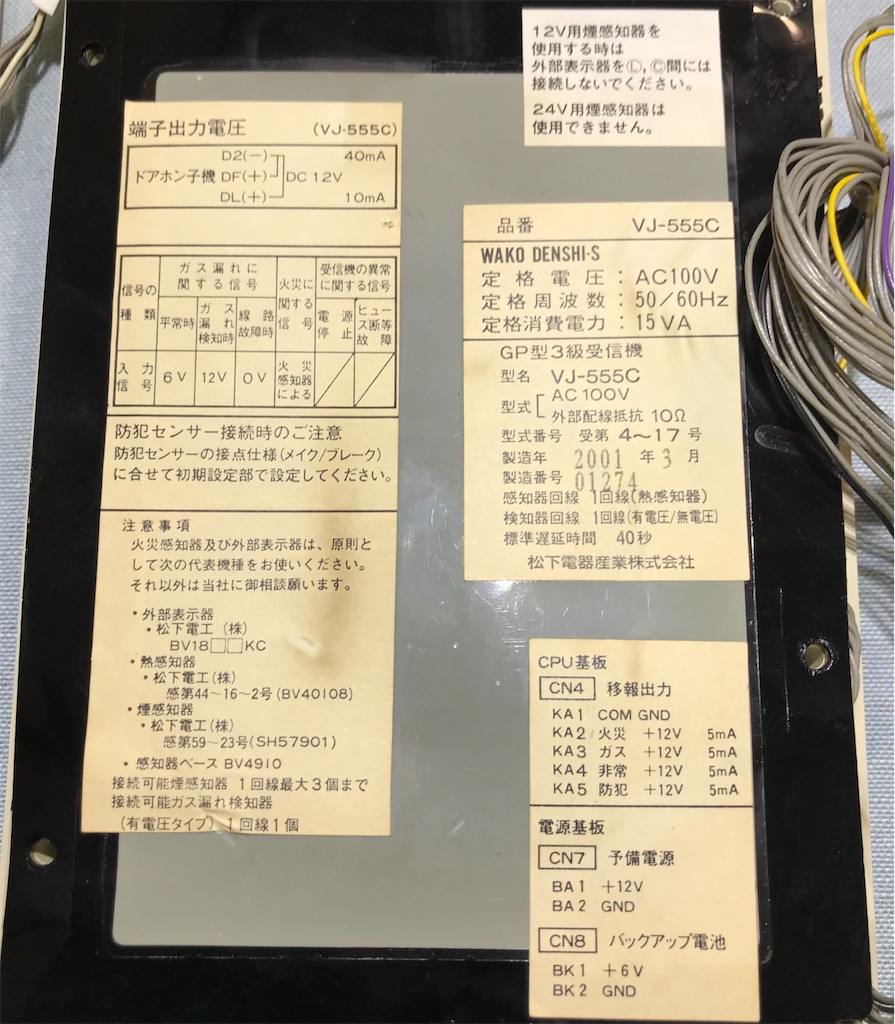 12V用煙感知器を
使用する時は
外部表示器をⓁ,Ⓒ間には
接続しないでください。
24V用煙感知器は
使用できません。
端子出力電圧 (VJ-555C)
D2(−) 40mA
ドアホン子機 DF(+) DC 12V
DL(+) 10mA
信号の種類 ガス漏れに関する信号 火災に関する信号 受信機の異常に関する信号
平常時 ガス漏れ検知時 線路故障時 電源停止 ヒューズ断等故障
入力信号 6V 12V 0V 火災感知器による
防犯センサー接続時のご注意
防犯センサーの接点仕様(メイク/ブレーク)
に合せて初期設定部で設定してください。
注意事項
火災感知器及び外部表示器は、原則と
して次の代表機種をお使いください。
それ以外は当社に御相談願います。
・外部表示器
・松下電工(株)
BV18□□KC
・熱感知器
・松下電工(株)
感第44〜16〜2号(BV40108)
・煙感知器
・松下電工(株)
感第59〜23号(SH57901)
・感知器ベース BV4910
接続可能煙感知器 1回線最大3個まで
接続可能ガス漏れ検知器
(有電圧タイプ) 1回線1個
品番 VJ-555C
WAKO DENSHI-S
定格電圧:AC100V
定格周波数:50/60Hz
定格消費電力:15VA
GP型3級受信機
型名 VJ-555C
型式 AC100V
外部配線抵抗 10Ω
型式番号 受第4〜17号
製造年 2001年3月
製造番号 01274
感知器回線 1回線(熱感知器)
検知器回線 1回線(有電圧/無電圧)
標準遅延時間 40秒
松下電器産業株式会社
CPU基板
CN4 移報出力
KA1 COM GND
KA2 火災 +12V 5mA
KA3 ガス +12V 5mA
KA4 非常 +12V 5mA
KA5 防犯 +12V 5mA
電源基板
CN7 予備電源
BA1 +12V
BA2 GND
CN8 バックアップ電池
BK1 +6V
BK2 GND